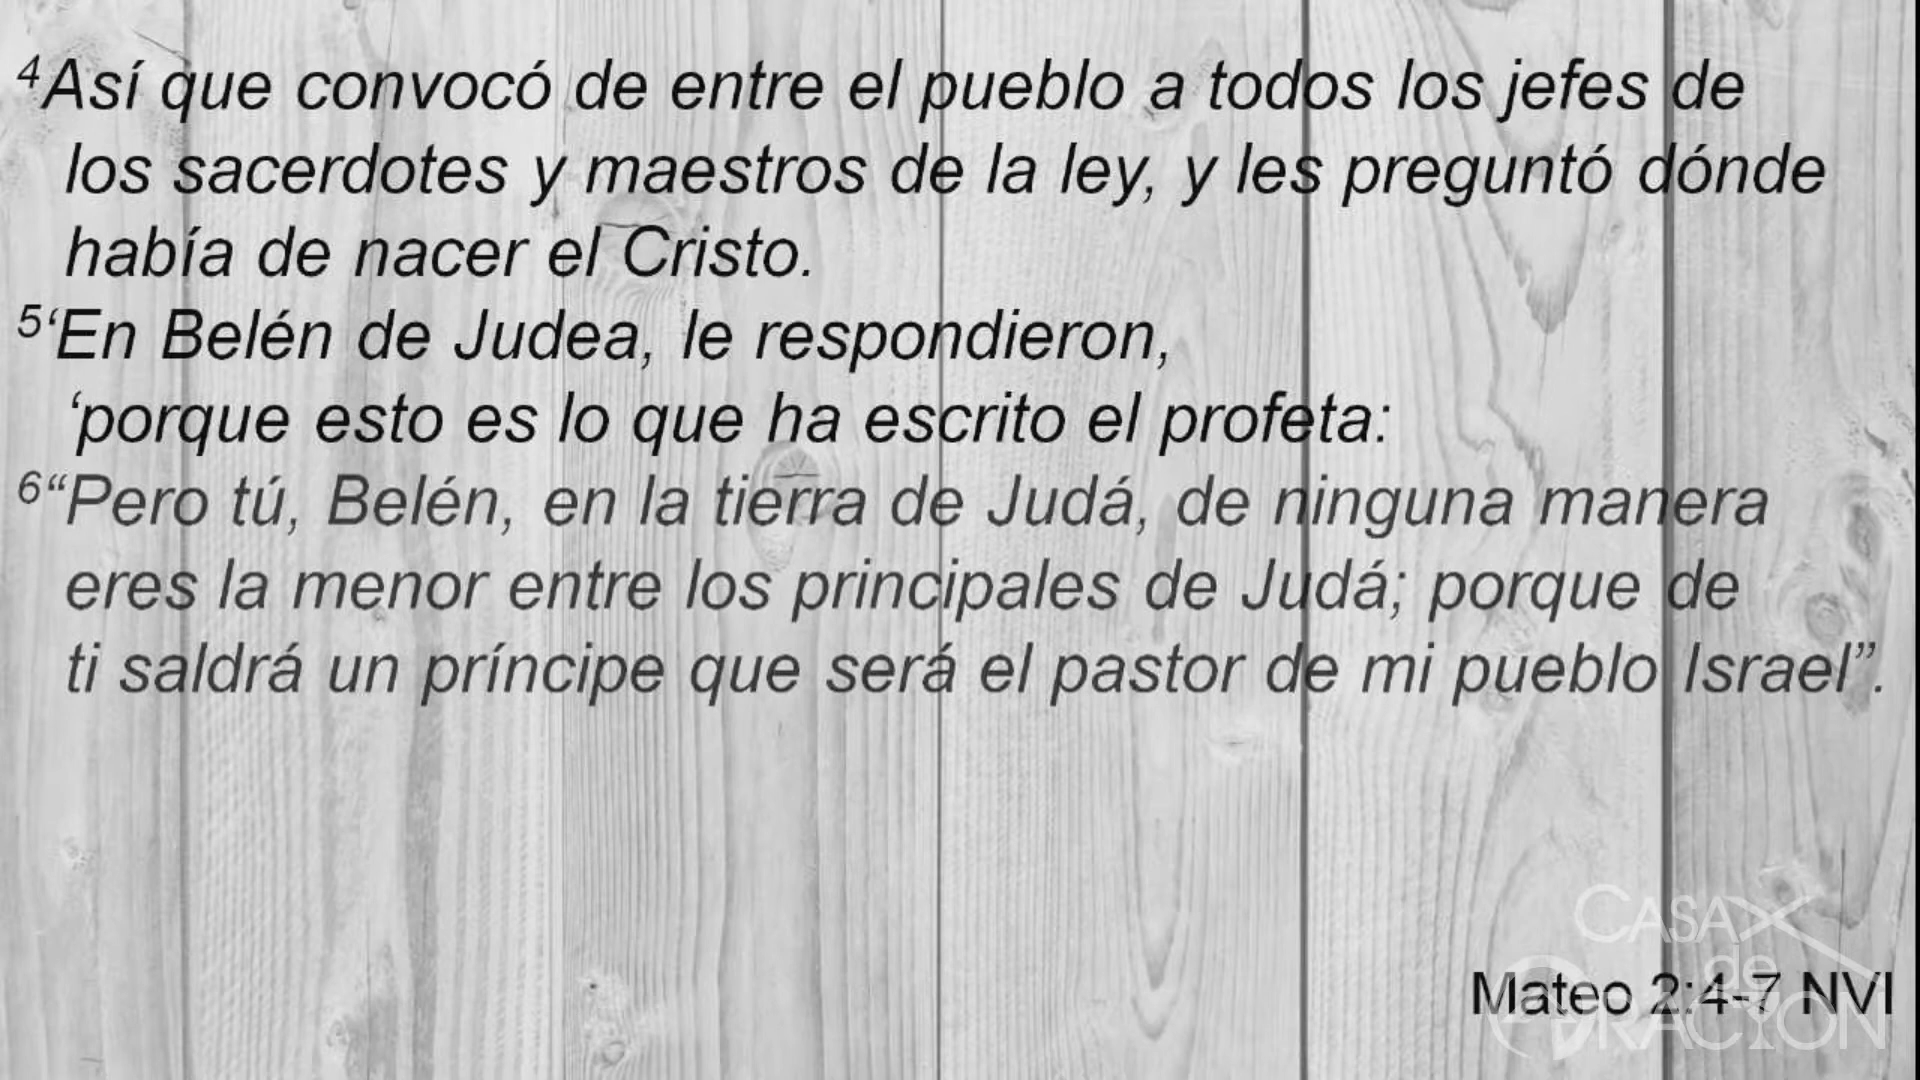 ⁴Así que convocó de entre el pueblo a todos los jefes de
los sacerdotes y maestros de la ley, y les preguntó dónde
había de nacer el Cristo.
⁵‘En Belén de Judea, le respondieron,
‘porque esto es lo que ha escrito el profeta:
⁶“Pero tú, Belén, en la tierra de Judá, de ninguna manera
eres la menor entre los principales de Judá; porque de
ti saldrá un príncipe que será el pastor de mi pueblo Israel”.
CASA
de
Mateo 2:4-7 NVI
GRACION